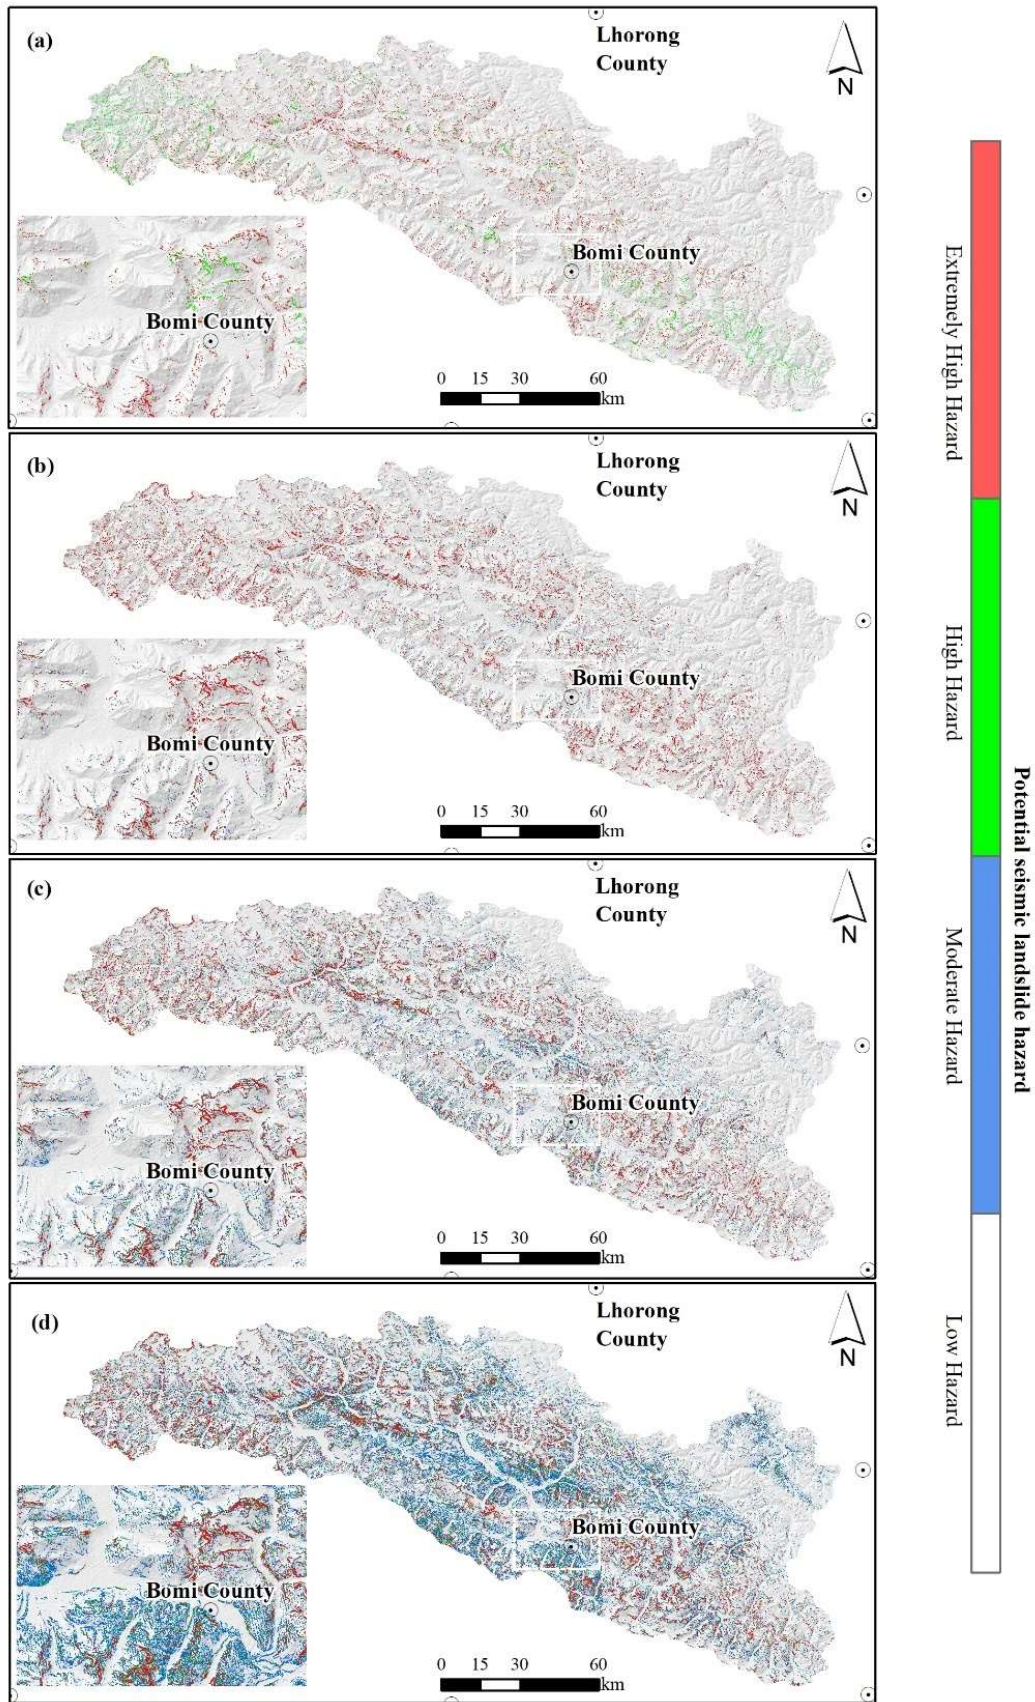 (a)
Lhorong
County
N
Bomi County
Bomi County
0 15 30 60
km
(b)
Lhorong
County
N
Bomi County
Bomi County
0 15 30 60
km
(c)
Lhorong
County
N
Bomi County
Bomi County
0 15 30 60
km
(d)
Lhorong
County
N
Bomi County
Bomi County
0 15 30 60
km
Extremely High Hazard
High Hazard
Moderate Hazard
Low Hazard
Potential seismic landslide hazard